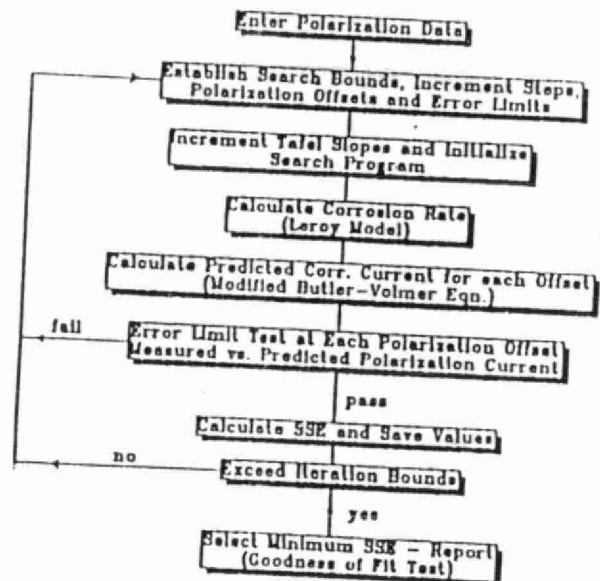 Enter Polarization Data
Establish Search Bounds, Increment Steps,
Polarization Offsets and Error Limits
Increment Tafel Slopes and Initialize
Search Program
Calculate Corrosion Rate
(Leroy Model)
Calculate Predicted Corr. Current for each Offset
(Modified Butler-Volmer Eqn.)
fail
Error Limit Test at Each Polarization Offset
Measured vs. Predicted Polarization Current
pass
Calculate SSE and Save Values
no
Exceed Iteration Bounds
yes
Select Minimum SSE - Report
(Goodness of Fit Test)